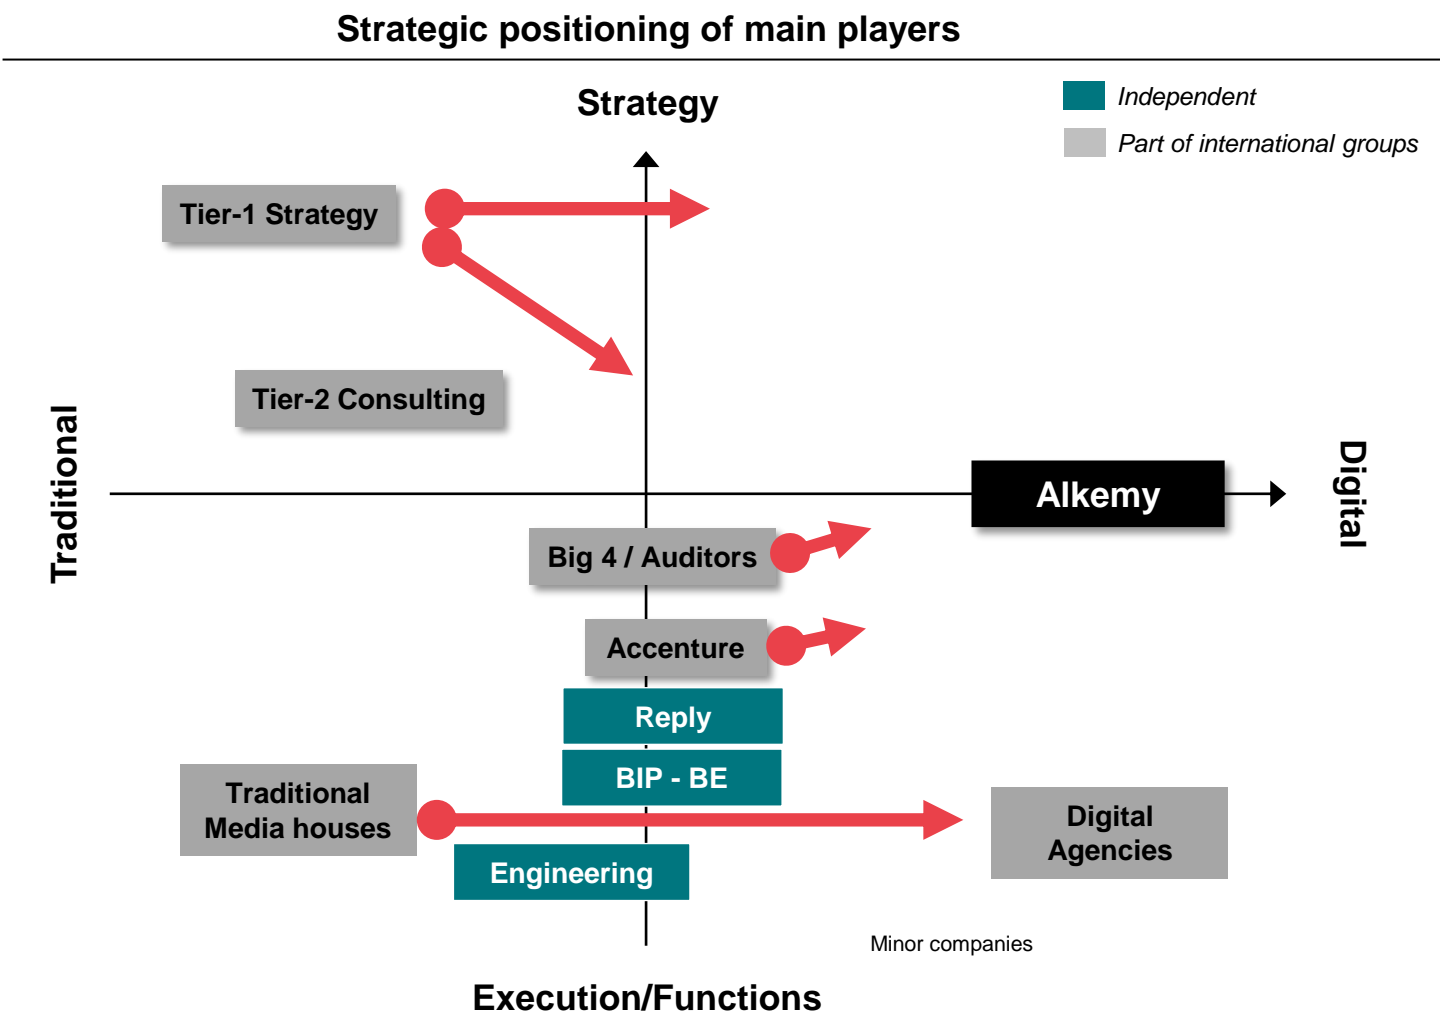 Strategic positioning of main players
Strategy
Independent
Part of international groups
Tier-1 Strategy
Tier-2 Consulting
Traditional
Digital
Alkemy
Big 4 / Auditors
Accenture
Reply
BIP - BE
Traditional
Media houses
Digital
Agencies
Engineering
Minor companies
Execution/Functions